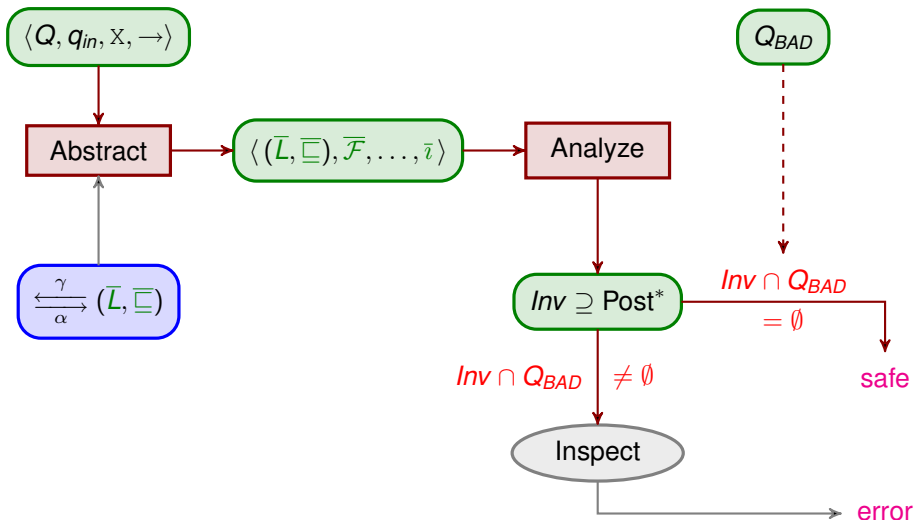 ⟨Q, q_in, X, →⟩
Q_BAD
Abstract
⟨ (L̅, ⊑̅), F̅, . . . , ī ⟩
Analyze
γ
⟵
⟶ (L̅, ⊑̅)
α
Inv ⊇ Post*
Inv ∩ Q_BAD
= ∅
Inv ∩ Q_BAD ≠ ∅
safe
Inspect
error